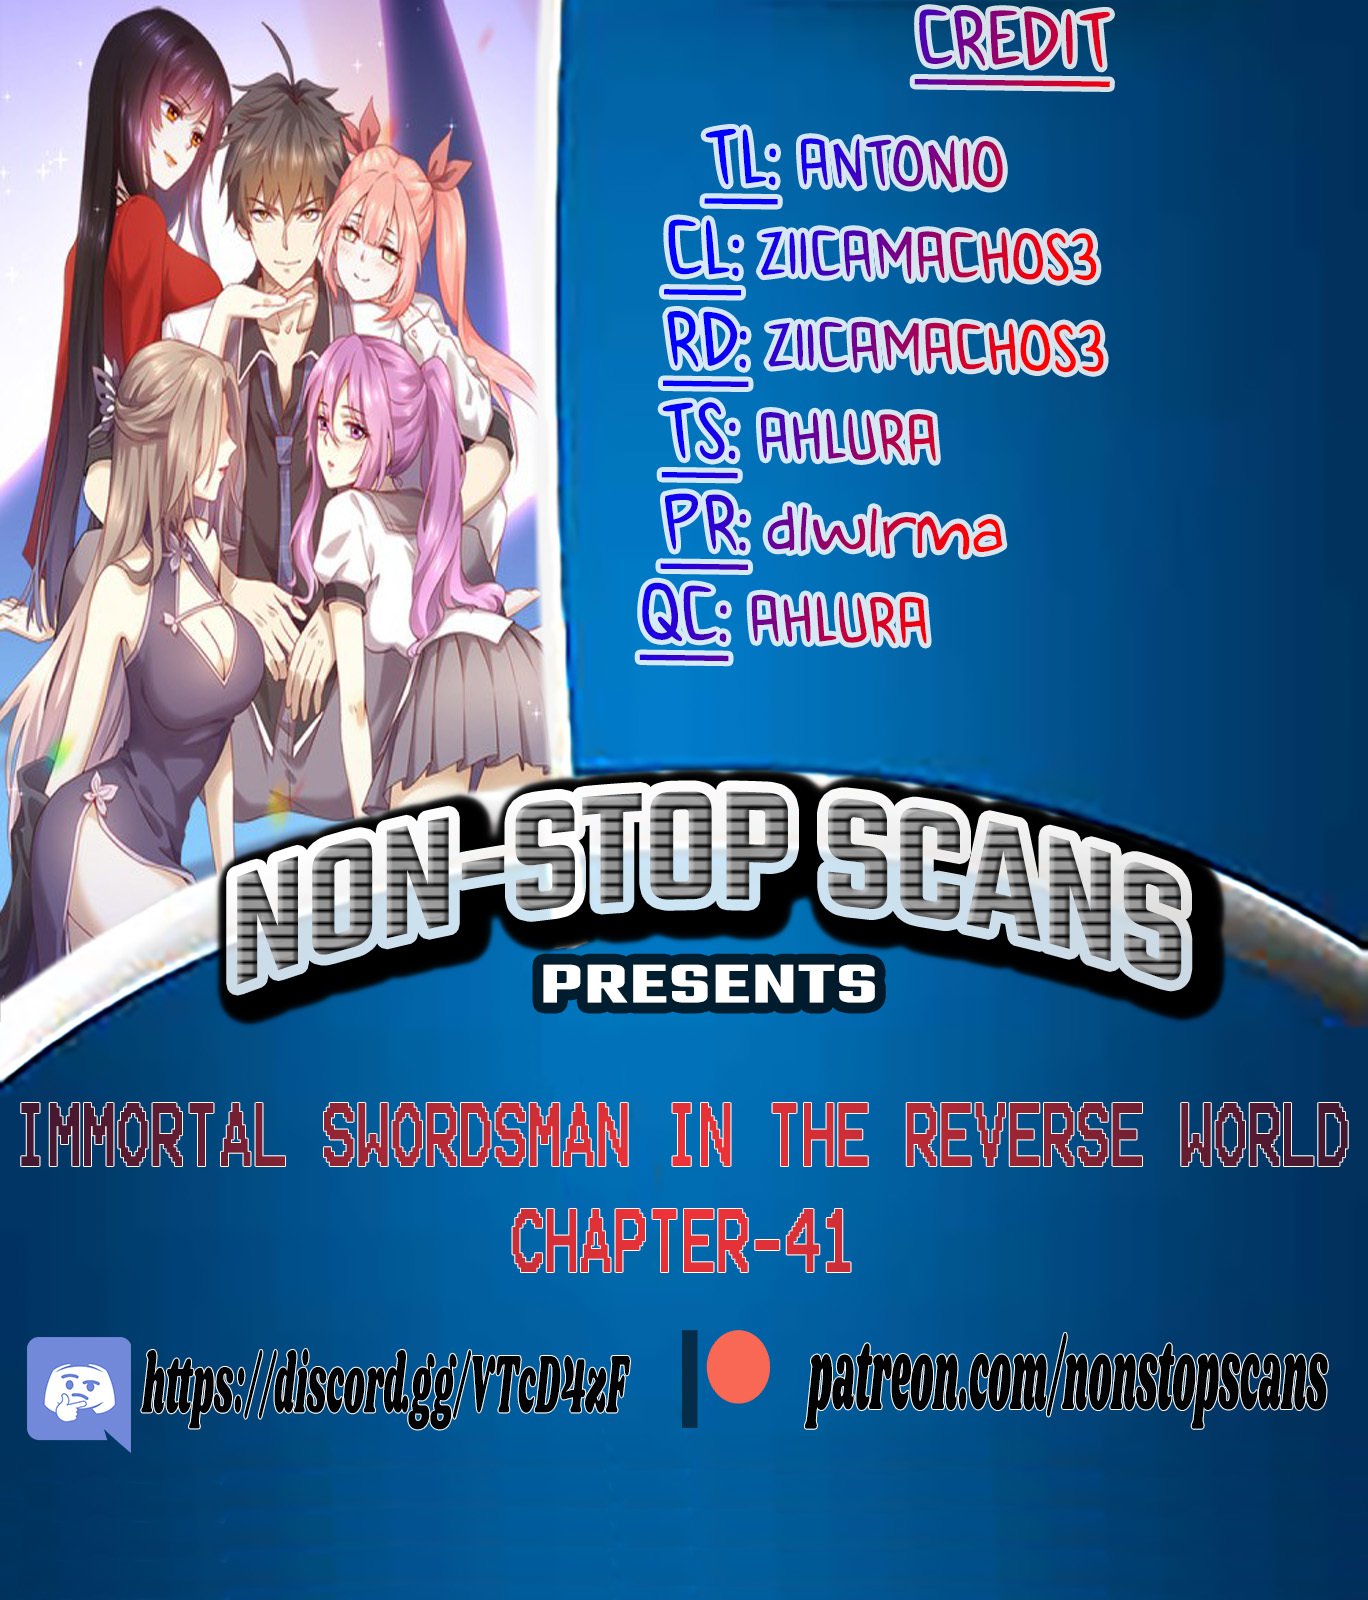 CREDIT
TL: ANTONIO
CL: ZIICAMACHOS3
RD: ZIICAMACHOS3
TS: AHLURA
PR: dlwlrma
QC: AHLURA
NON-STOP SCANS
PRESENTS
IMMORTAL SWORDSMAN IN THE REVERSE WORLD
CHAPTER-41
https://discord.gg/VTcD4zF
patreon.com/nonstopscans